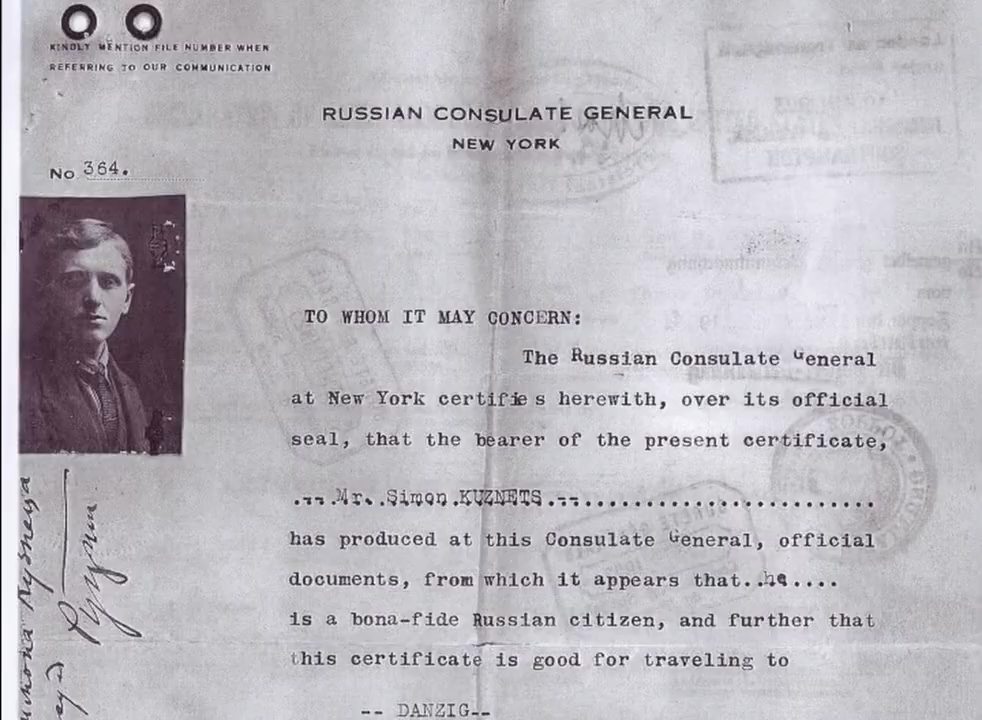 KINDLY MENTION FILE NUMBER WHEN
REFERRING TO OUR COMMUNICATION
RUSSIAN CONSULATE GENERAL
NEW YORK
No 364.
TO WHOM IT MAY CONCERN:
The Russian Consulate General
at New York certifie s herewith, over its official
seal, that the bearer of the present certificate,
.--.Mr..Simon.KUZNETS.--..............................
has produced at this Consulate General, official
documents, from which it appears that..he....
is a bona-fide Russian citizen, and further that
this certificate is good for traveling to
-- DANZIG--